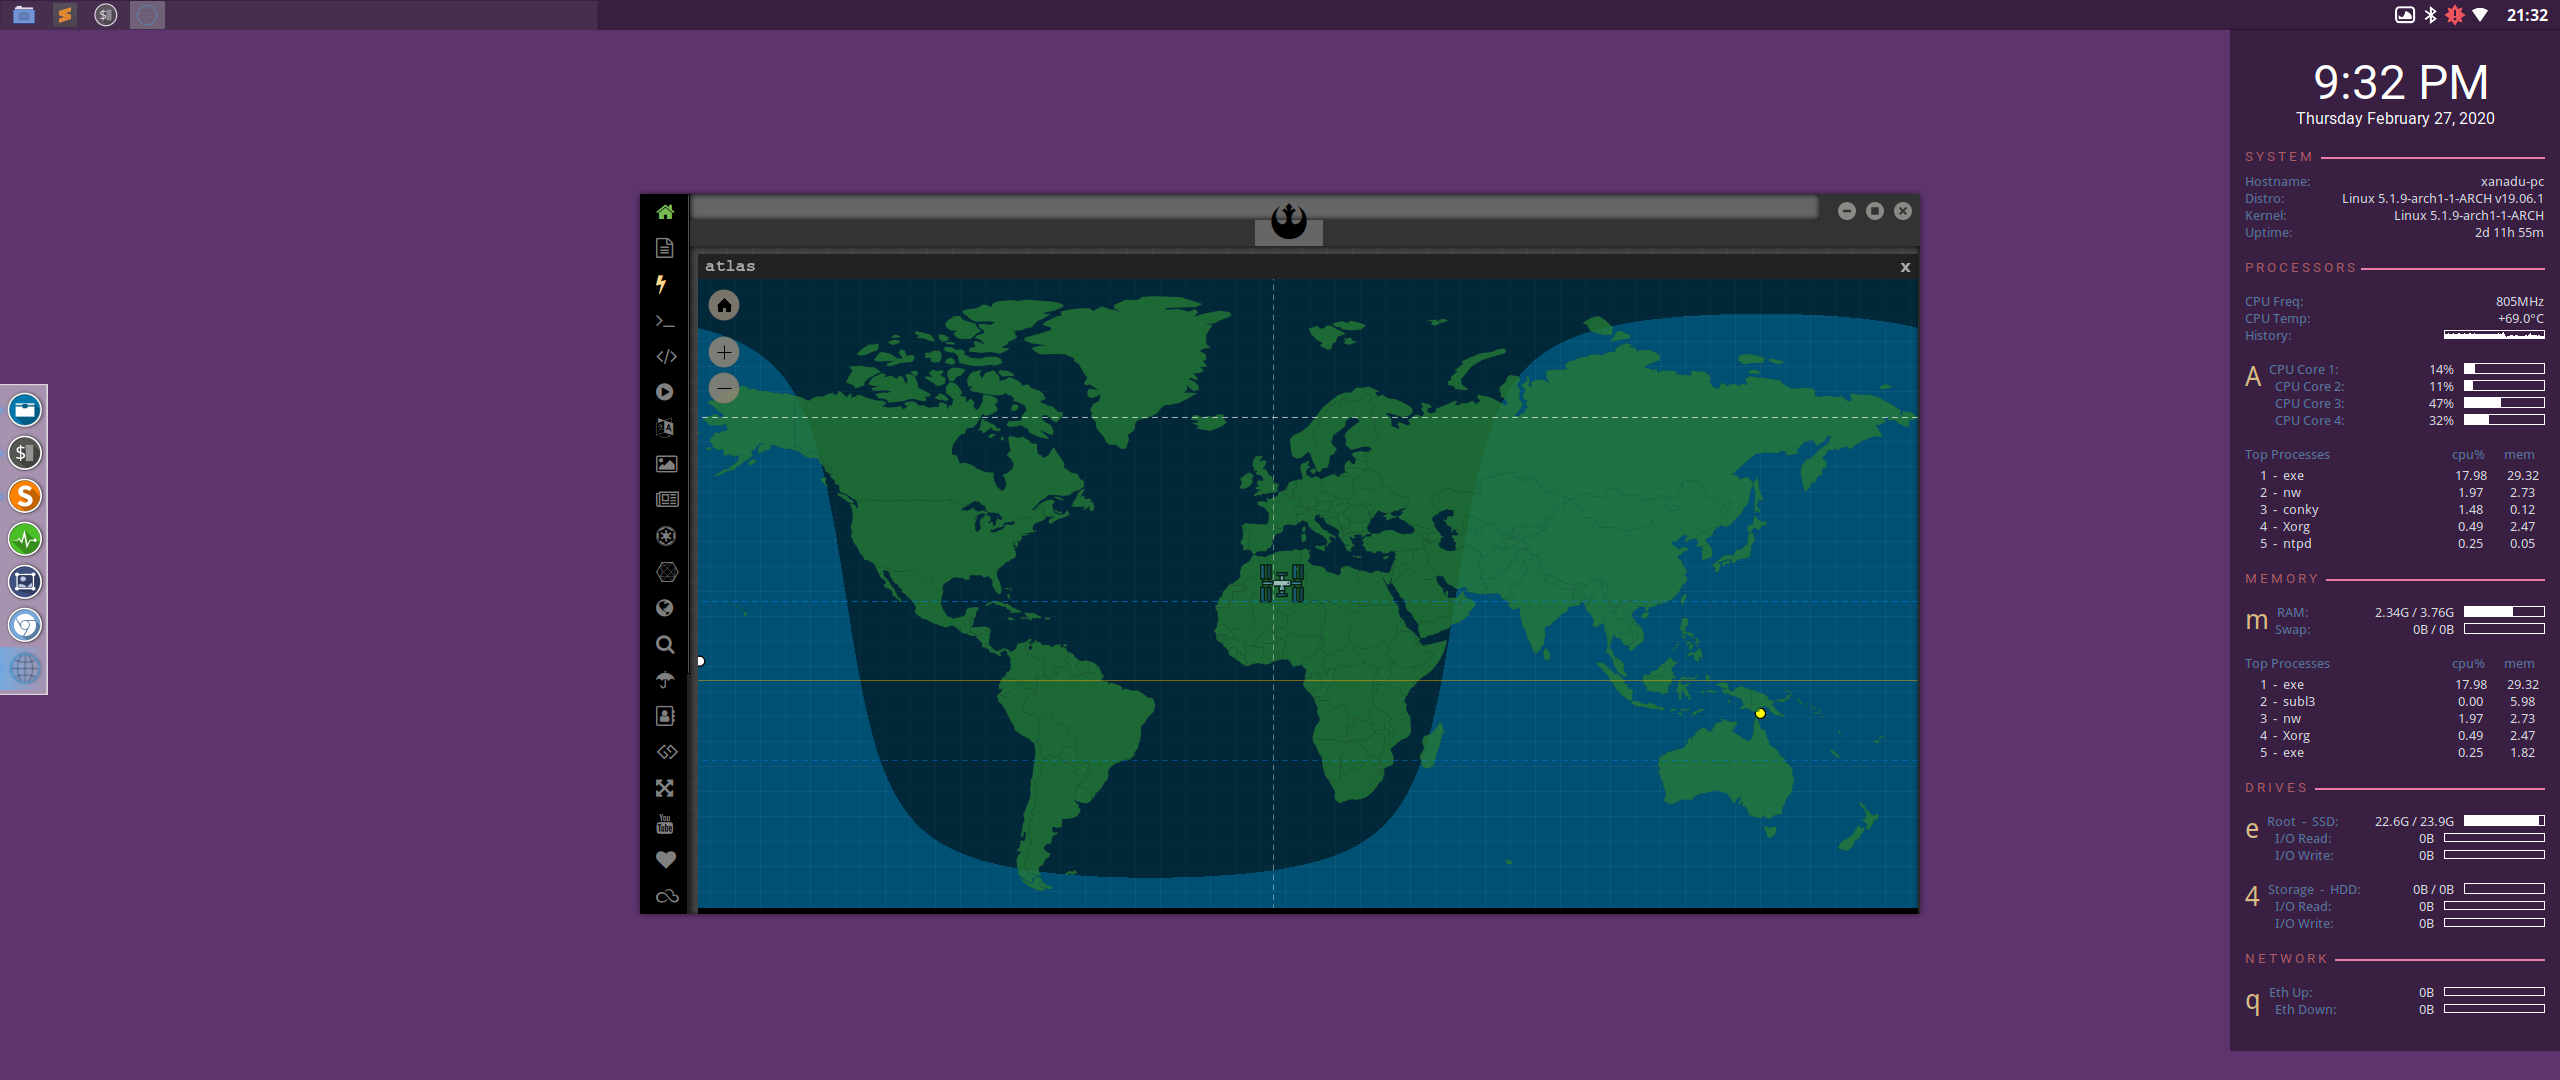 21:32
9:32 PM
Thursday February 27, 2020
SYSTEM
Hostname: xanadu-pc
Distro: Linux 5.1.9-arch1-1-ARCH v19.06.1
Kernel: Linux 5.1.9-arch1-1-ARCH
Uptime: 2d 11h 55m
PROCESSORS
CPU Freq: 805MHz
CPU Temp: +69.0°C
History:
A CPU Core 1: 14%
CPU Core 2: 11%
CPU Core 3: 47%
CPU Core 4: 32%
Top Processes cpu% mem
1 - exe 17.98 29.32
2 - nw 1.97 2.73
3 - conky 1.48 0.12
4 - Xorg 0.49 2.47
5 - ntpd 0.25 0.05
MEMORY
m RAM: 2.34G / 3.76G
Swap: 0B / 0B
Top Processes cpu% mem
1 - exe 17.98 29.32
2 - subl3 0.00 5.98
3 - nw 1.97 2.73
4 - Xorg 0.49 2.47
5 - exe 0.25 1.82
DRIVES
e Root - SSD: 22.6G / 23.9G
I/O Read: 0B
I/O Write: 0B
4 Storage - HDD: 0B / 0B
I/O Read: 0B
I/O Write: 0B
NETWORK
q Eth Up: 0B
Eth Down: 0B
atlas x
You
Tube